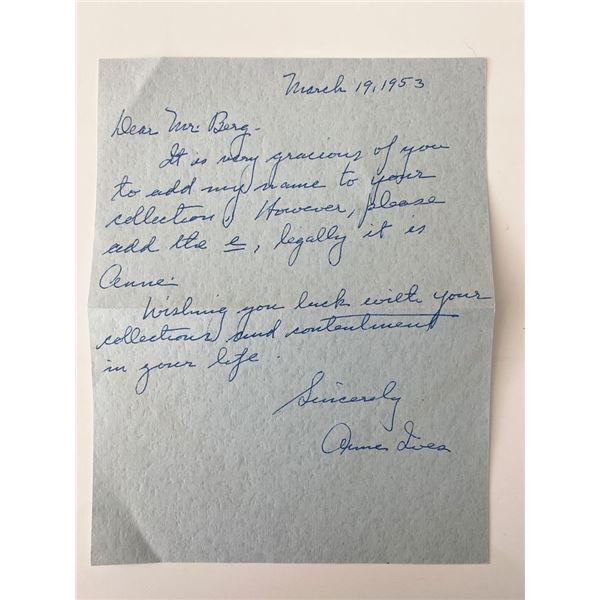 March 19, 1953
Dear Mr. Berg -
It is very gracious of you
to add my name to your
collection. However, please
add the e, legally it is
Anne.
Wishing you luck with your
collections and contentment
in your life.
Sincerely
Anne Ives